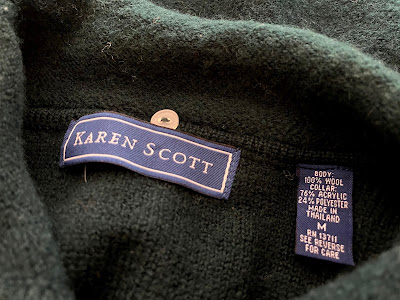 KAREN SCOTT
BODY:
100% WOOL
COLLAR:
76% ACRYLIC
24% POLYESTER
MADE IN
THAILAND
M
RN 13711
SEE REVERSE
FOR CARE